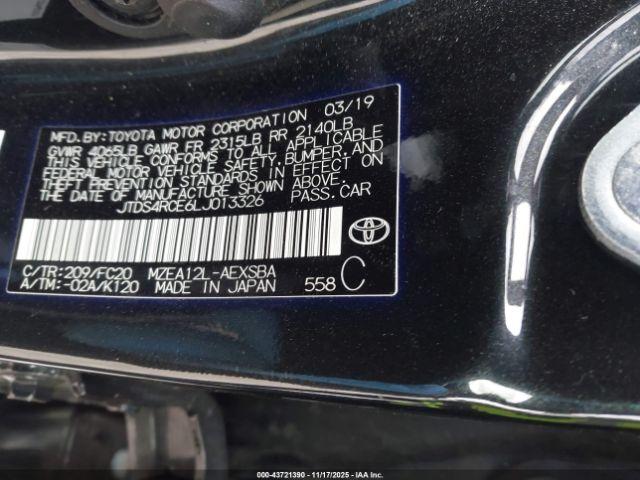 MFD.BY:TOYOTA MOTOR CORPORATION 03/19
GVWR 4065LB GAWR FR 2315LB RR 2140LB
THIS VEHICLE CONFORMS TO ALL APPLICABLE
FEDERAL MOTOR VEHICLE SAFETY, BUMPER, AND
THEFT PREVENTION STANDARDS IN EFFECT ON
THE DATE OF MANUFACTURE SHOWN ABOVE.
JTDS4RCE6LJ013326 PASS.CAR
C/TR:209/FC20 MZEA12L-AEXSBA
A/TM:-02A/K120 MADE IN JAPAN 558 C
000-43721390 - 11/17/2025 - IAA Inc.